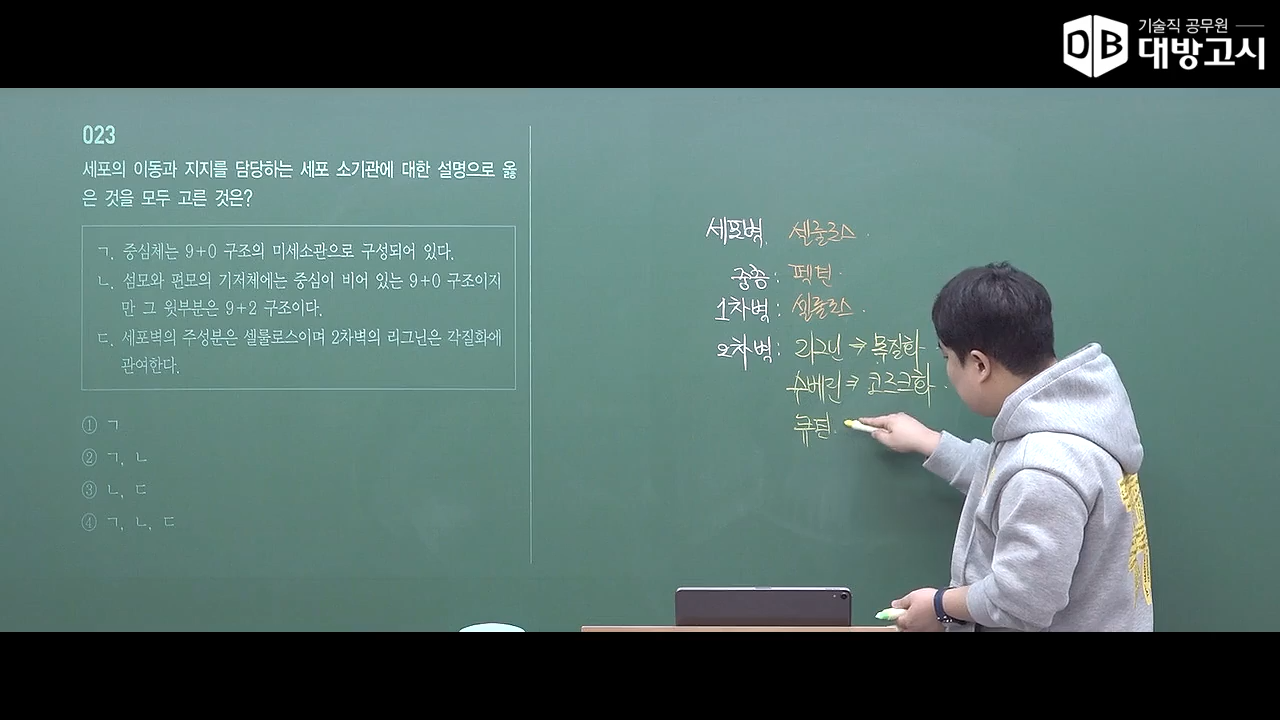 기술직 공무원
DB 대방고시
023
세포의 이동과 지지를 담당하는 세포 소기관에 대한 설명으로 옳
은 것을 모두 고른 것은?
ㄱ. 중심체는 9+0 구조의 미세소관으로 구성되어 있다.
ㄴ. 섬모와 편모의 기저체에는 중심이 비어 있는 9+0 구조이지
만 그 윗부분은 9+2 구조이다.
ㄷ. 세포벽의 주성분은 셀룰로스이며 2차벽의 리그닌은 각질화에
관여한다.
① ㄱ
② ㄱ, ㄴ
③ ㄴ, ㄷ
④ ㄱ, ㄴ, ㄷ
세포벽. 셀룰로스.
중층: 펙틴.
1차벽: 셀룰로스.
2차벽: 리그닌 → 목질화
수베린 → 코르크화.
큐틴.